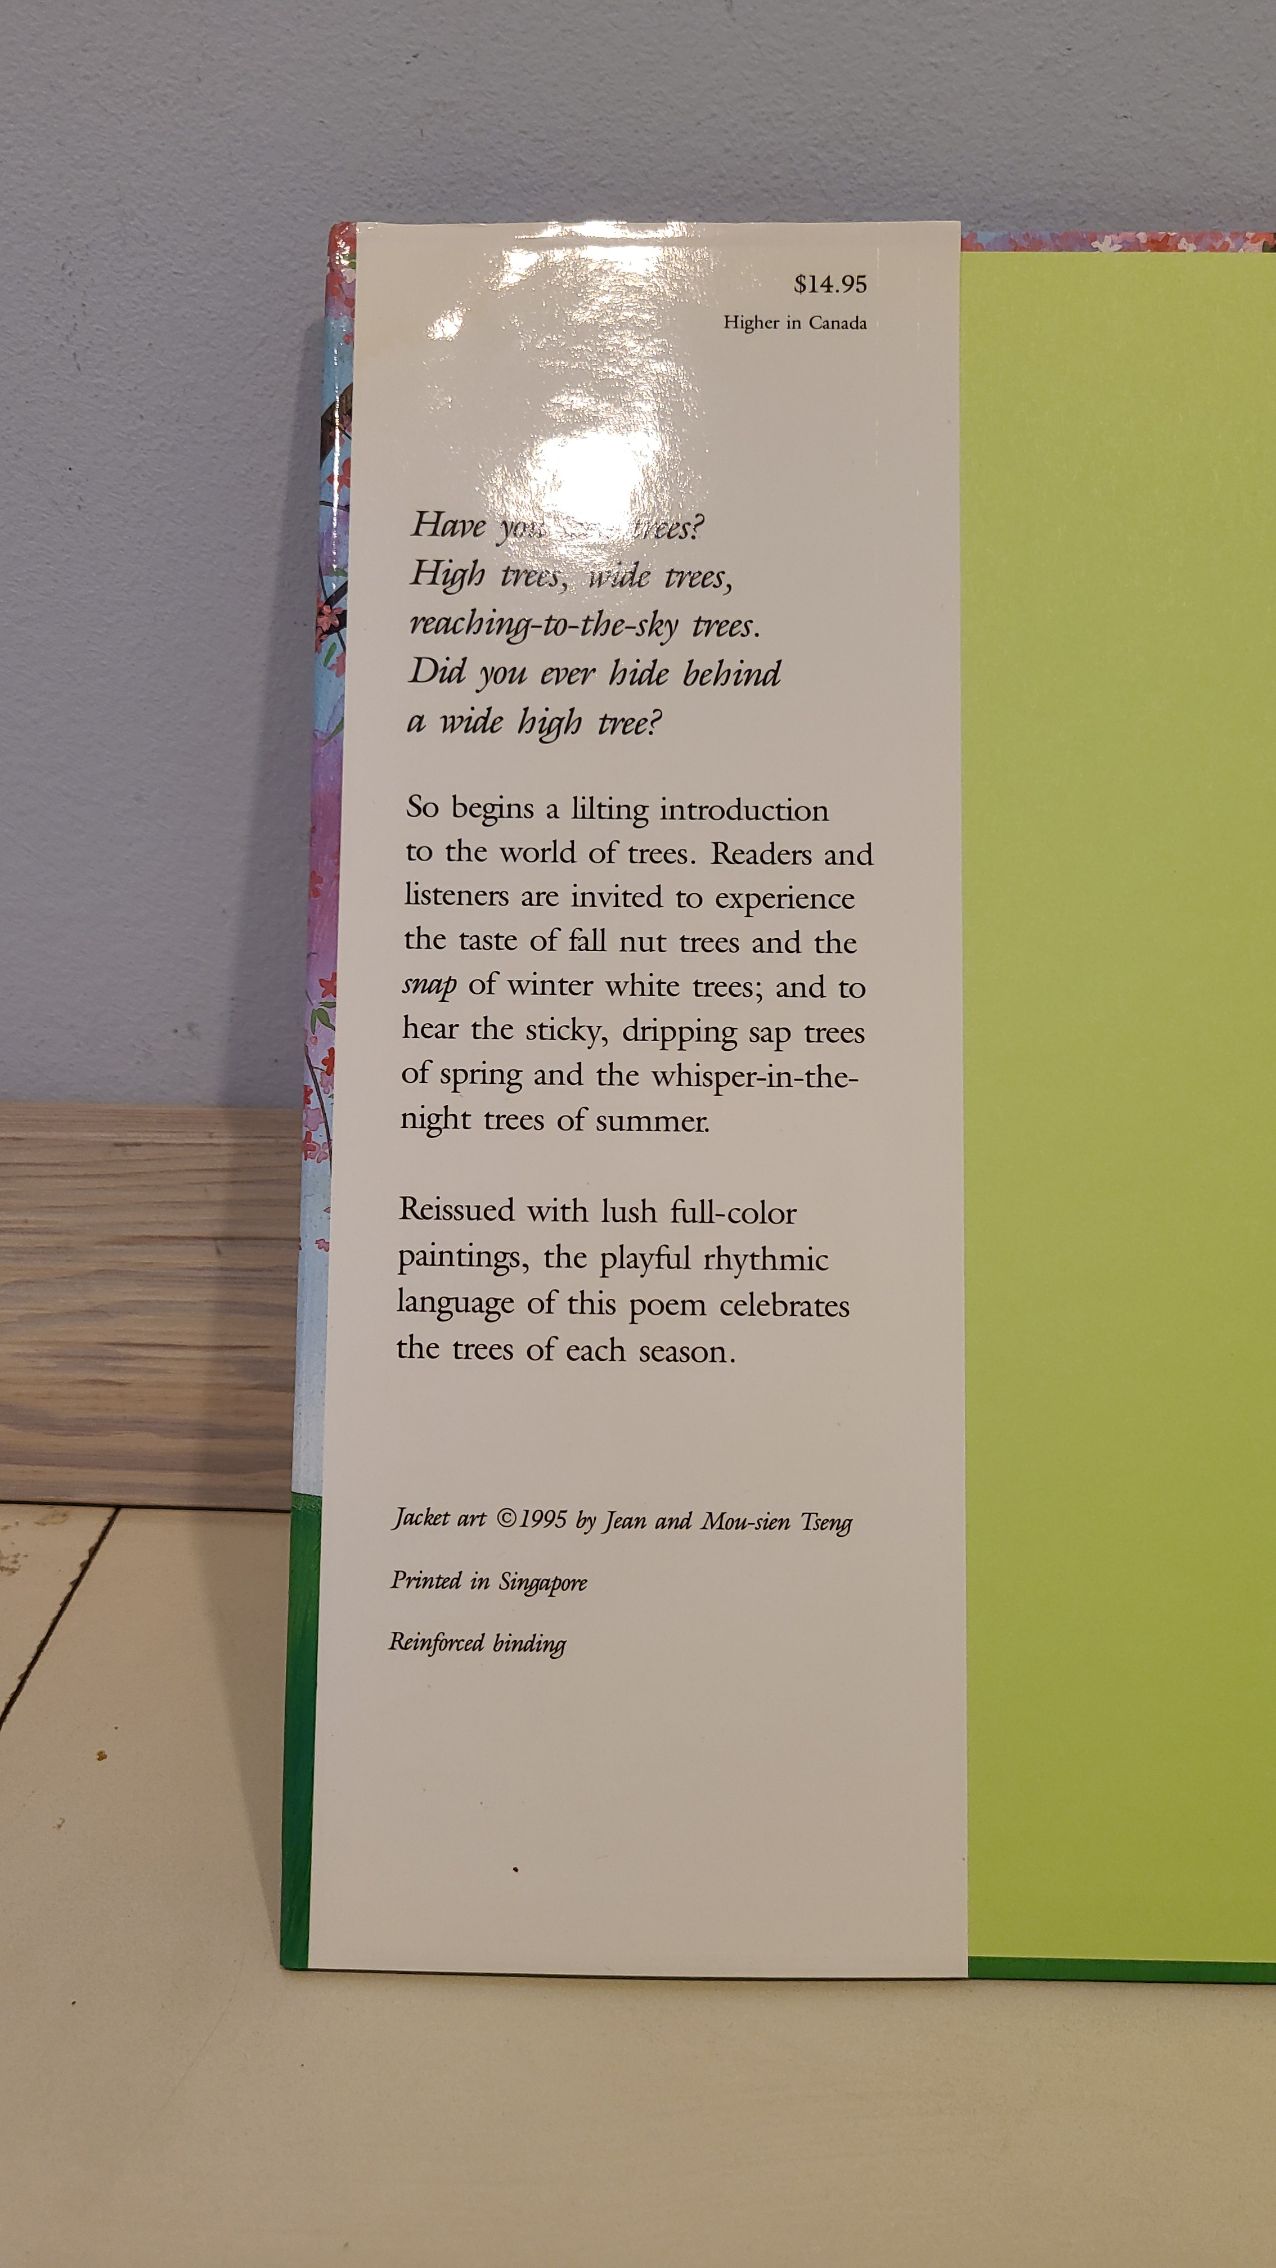 $14.95
Higher in Canada
Have you seen trees?
High trees, wide trees,
reaching-to-the-sky trees.
Did you ever hide behind
a wide high tree?
So begins a lilting introduction
to the world of trees. Readers and
listeners are invited to experience
the taste of fall nut trees and the
snap of winter white trees; and to
hear the sticky, dripping sap trees
of spring and the whisper-in-the-
night trees of summer.
Reissued with lush full-color
paintings, the playful rhythmic
language of this poem celebrates
the trees of each season.
Jacket art ©1995 by Jean and Mou-sien Tseng
Printed in Singapore
Reinforced binding